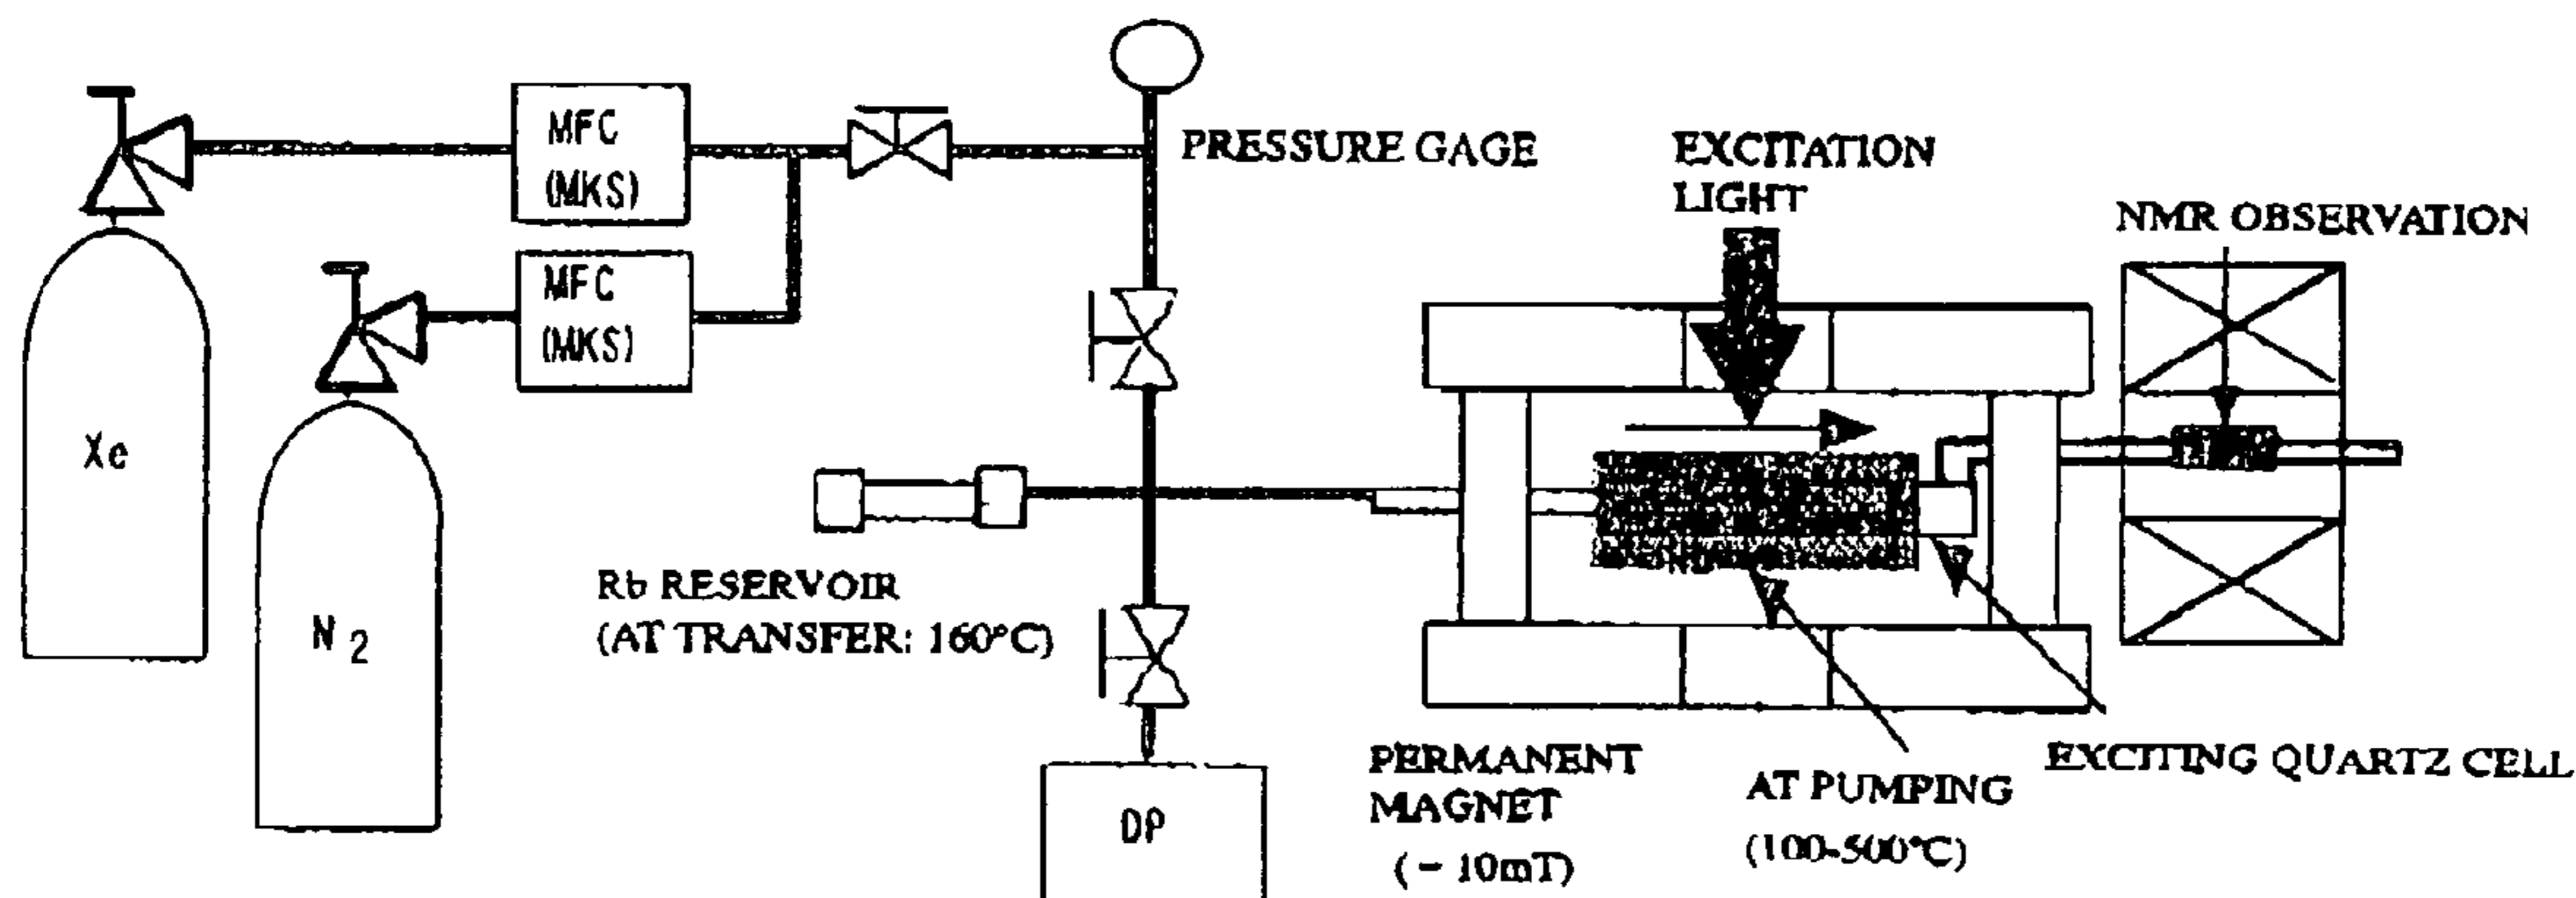 MFC
(MKS)
MFC
(MKS)
Xe
N2
PRESSURE GAGE
EXCITATION
LIGHT
NMR OBSERVATION
Rb RESERVOIR
(AT TRANSFER: 160°C)
DP
PERMANENT
MAGNET
(~ 10mT)
AT PUMPING
(100-500°C)
EXCITING QUARTZ CELL